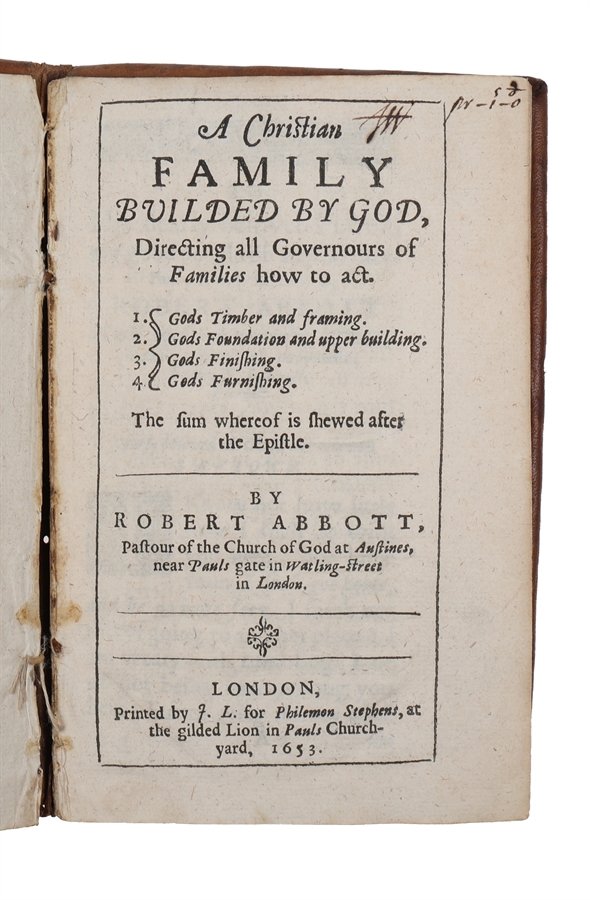 A Christian
FAMILY
BVILDED BY GOD,
Directing all Governours of
Families how to act.
1. Gods Timber and framing.
2. Gods Foundation and upper building.
3. Gods Finiſhing.
4. Gods Furniſhing.
The ſum whereof is ſhewed after
the Epiſtle.
BY
ROBERT ABBOTT,
Paſtour of the Church of God at Auſtines,
near Pauls gate in Watling-ſtreet
in London.
LONDON,
Printed by J. L. for Philemon Stephens, at
the gilded Lion in Pauls Church-
yard, 1653.